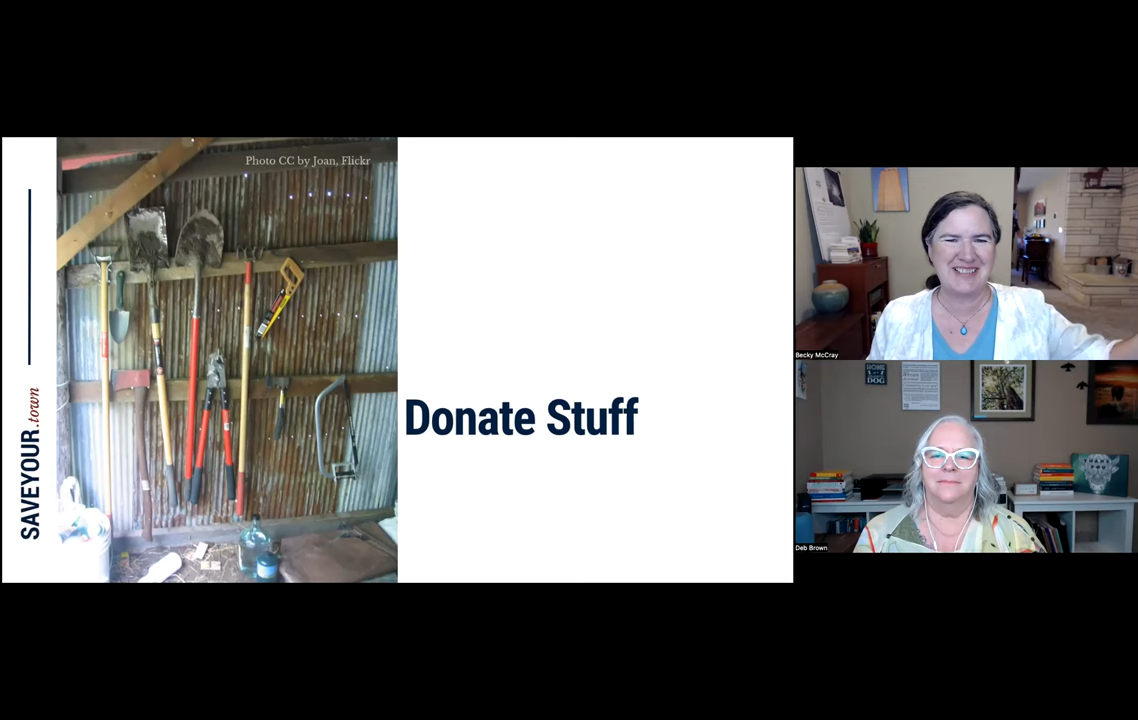 Photo CC by Joan, Flickr
SAVEYOUR.town
Donate Stuff
Becky McCray
Deb Brown